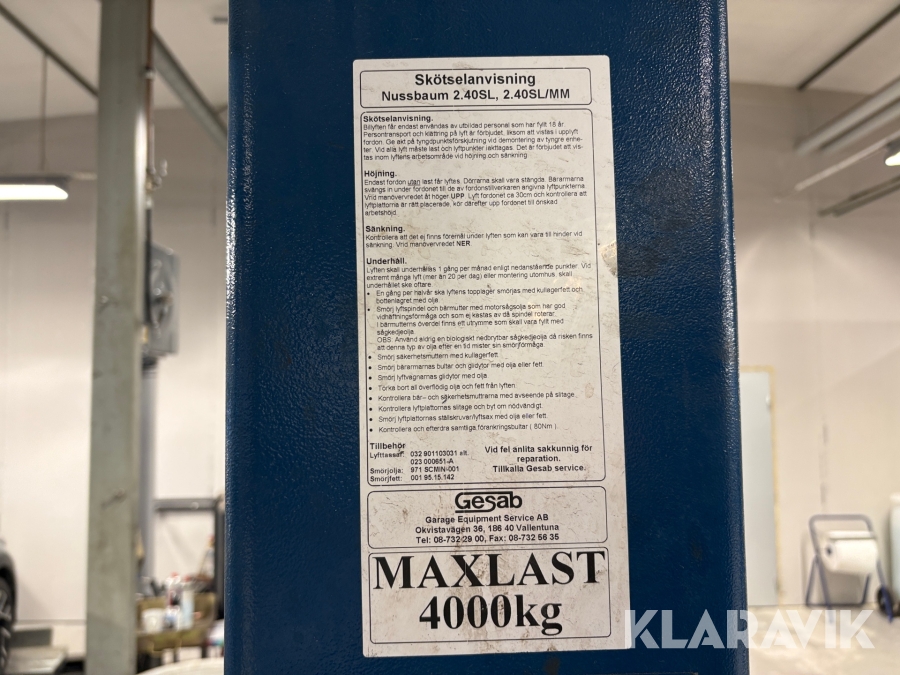 Skötselanvisning
Nussbaum 2.40SL, 2.40SL/MM
Skötselanvisning.
Billyften får endast användas av utbildad personal som har fyllt 18 år
Persontransport och klättring på lyft är förbjudet, liksom att vistas i upplyft
fordon. Ge akt på tyngdpunktsförskjutning vid demontering av tyngre enhe-
ter. Vid alla lyft måste last och lyftpunkter iakttagas. Det är förbjudet att vis-
tas inom lyftens arbetsområde vid höjning och sänkning.
Höjning.
Endast fordon utan last får lyftas. Dörrarna skall vara stängda. Bärarmarna
svängs in under fordonet till de av fordonstillverkaren angivna lyftpunkterna
Vrid manövervredet åt höger UPP. Lyft fordonet ca 30cm och kontrollera att
lyftplattorna är rätt placerade, kör därefter upp fordonet till önskad
arbetshöjd.
Sänkning.
Kontrollera att det ej finns föremål under lyften som kan vara till hinder vid
sänkning. Vrid manövervredet NER.
Underhåll.
Lyften skall underhållas 1 gång per månad enligt nedanstående punkter. Vid
extremt många lyft (mer än 20 per dag) eller montering utomhus, skall
underhållet ske oftare.
• En gång per halvår ska lyftens topplager smörjas med kullagerfett och
bottenlagret med olja
• Smörj lyftspindel och bärmutter med motorsågsolja som har god
vidhäftningsförmåga och som ej kastas av då spindel roterar.
I bärmutterns överdel finns ett utrymme som skall vara fyllt med
sågkedjeolja.
OBS: Använd aldrig en biologiskt nedbrytbar sågkedjeolja då risken finns
att denna typ av olja efter en tid mister sin smörjförmåga.
• Smörj säkerhetsmuttern med kullagerfett.
• Smörj bärarmarnas bultar och glidytor med olja eller fett.
• Smörj lyftvagnarnas glidytor med olja
• Torka bort all överflödig olja och fett från lyften.
• Kontrollera bär- och säkerhetsmuttrarna med avseende på slitage.
• Kontrollera lyftplattornas slitage och byt om nödvändigt.
• Smörj lyftplattornas ställskruvar/lyftsax med olja eller fett.
• Kontrollera och efterdra samtliga förankringsbultar ( 80Nm ).
Tillbehör
Lyfttassar: 032 901103031 alt.
023 000651-A
Smörjolja: 971 SCMIN-001
Smörjfett: 001 95.15.142
Vid fel anlita sakkunnig för
reparation.
Tillkalla Gesab service.
Gesab
Garage Equipment Service AB
Okvistavägen 36, 186 40 Vallentuna
Tel: 08-732 29 00, Fax: 08-732 56 35
MAXLAST
4000kg
KLARAVIK